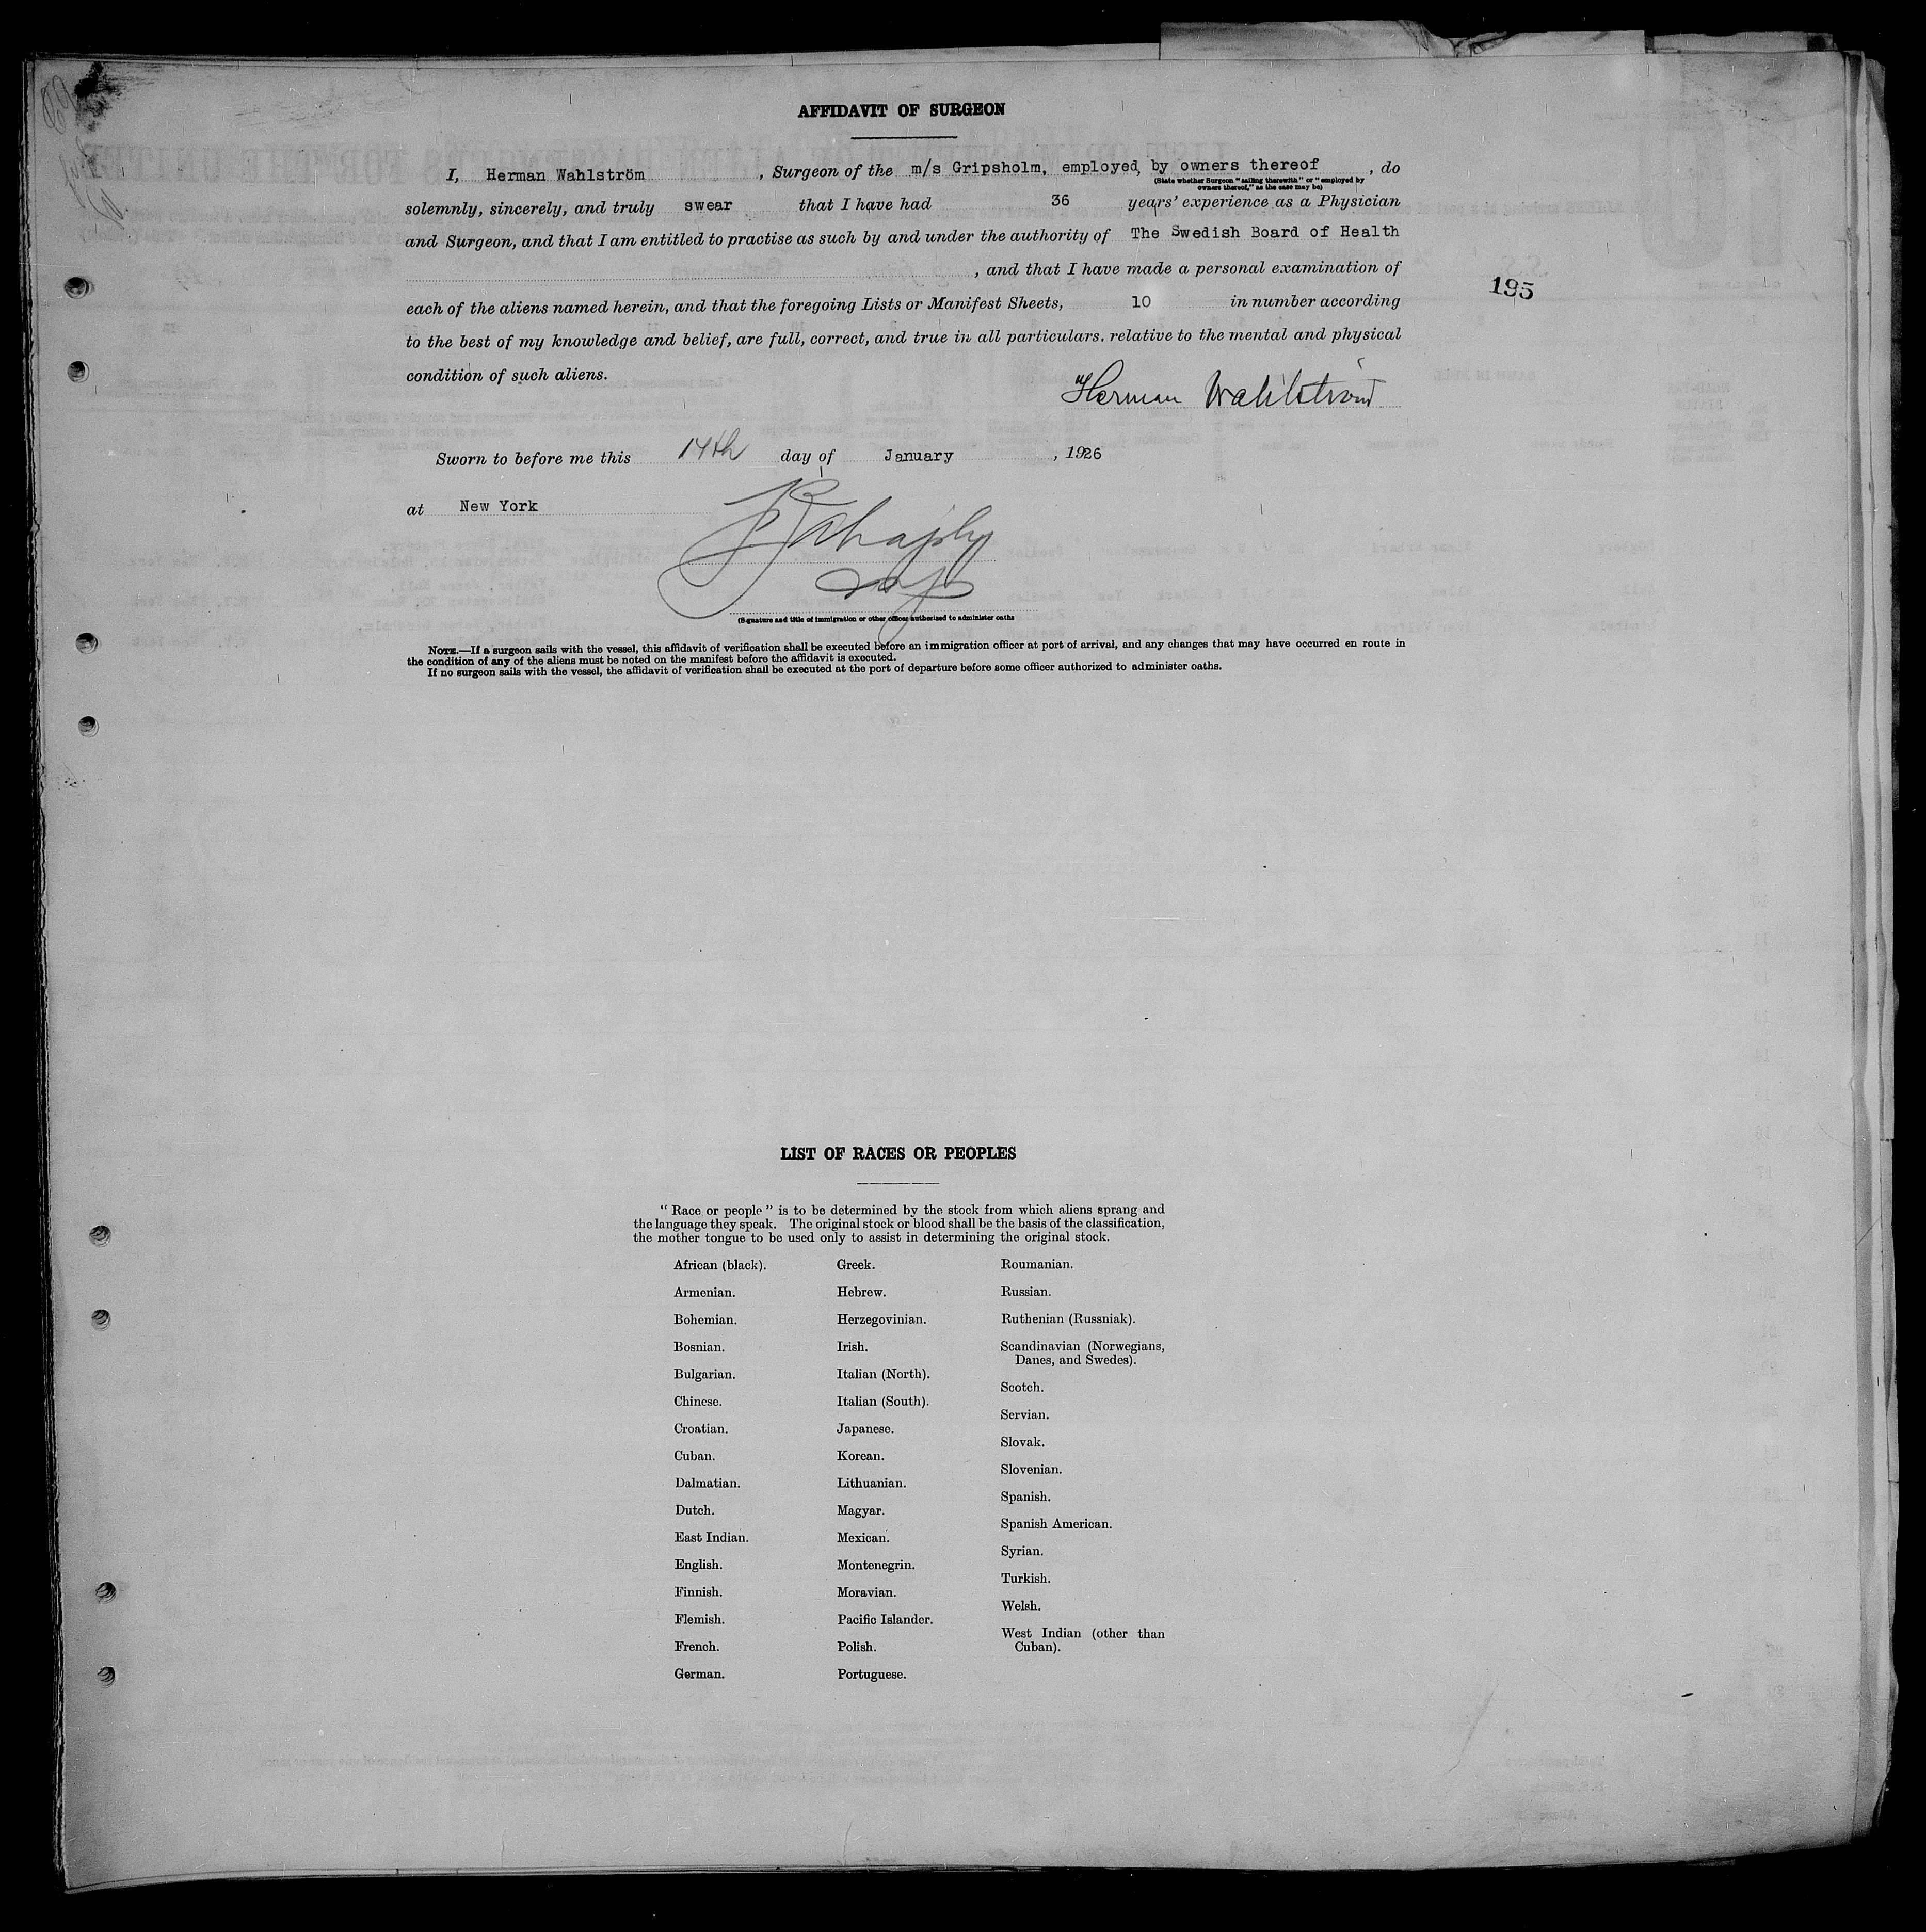 AFFIDAVIT OF SURGEON
I, Herman Wahlström, Surgeon of the m/s Gripsholm, employed, by owners thereof, do
(State whether Surgeon "sailing therewith" or "employed by
owners thereof," as the case may be)
solemnly, sincerely, and truly swear that I have had 36 years' experience as a Physician
and Surgeon, and that I am entitled to practise as such by and under the authority of The Swedish Board of Health
, and that I have made a personal examination of
195
each of the aliens named herein, and that the foregoing Lists or Manifest Sheets, 10 in number according
to the best of my knowledge and belief, are full, correct, and true in all particulars. relative to the mental and physical
condition of such aliens.
Herman Wahlström
Sworn to before me this 14th day of January, 1926
at New York
(Signature and title of immigration or other officer authorized to administer oaths
NOTE.—If a surgeon sails with the vessel, this affidavit of verification shall be executed before an immigration officer at port of arrival, and any changes that may have occurred en route in
the condition of any of the aliens must be noted on the manifest before the affidavit is executed.
If no surgeon sails with the vessel, the affidavit of verification shall be executed at the port of departure before some officer authorized to administer oaths.
LIST OF RACES OR PEOPLES
"Race or people" is to be determined by the stock from which aliens sprang and
the language they speak. The original stock or blood shall be the basis of the classification,
the mother tongue to be used only to assist in determining the original stock.
African (black).
Armenian.
Bohemian.
Bosnian.
Bulgarian.
Chinese.
Croatian.
Cuban.
Dalmatian.
Dutch.
East Indian.
English.
Finnish.
Flemish.
French.
German.
Greek.
Hebrew.
Herzegovinian.
Irish.
Italian (North).
Italian (South).
Japanese.
Korean.
Lithuanian.
Magyar.
Mexican.
Montenegrin.
Moravian.
Pacific Islander.
Polish.
Portuguese.
Roumanian.
Russian.
Ruthenian (Russniak).
Scandinavian (Norwegians,
Danes, and Swedes).
Scotch.
Servian.
Slovak.
Slovenian.
Spanish.
Spanish American.
Syrian.
Turkish.
Welsh.
West Indian (other than
Cuban).